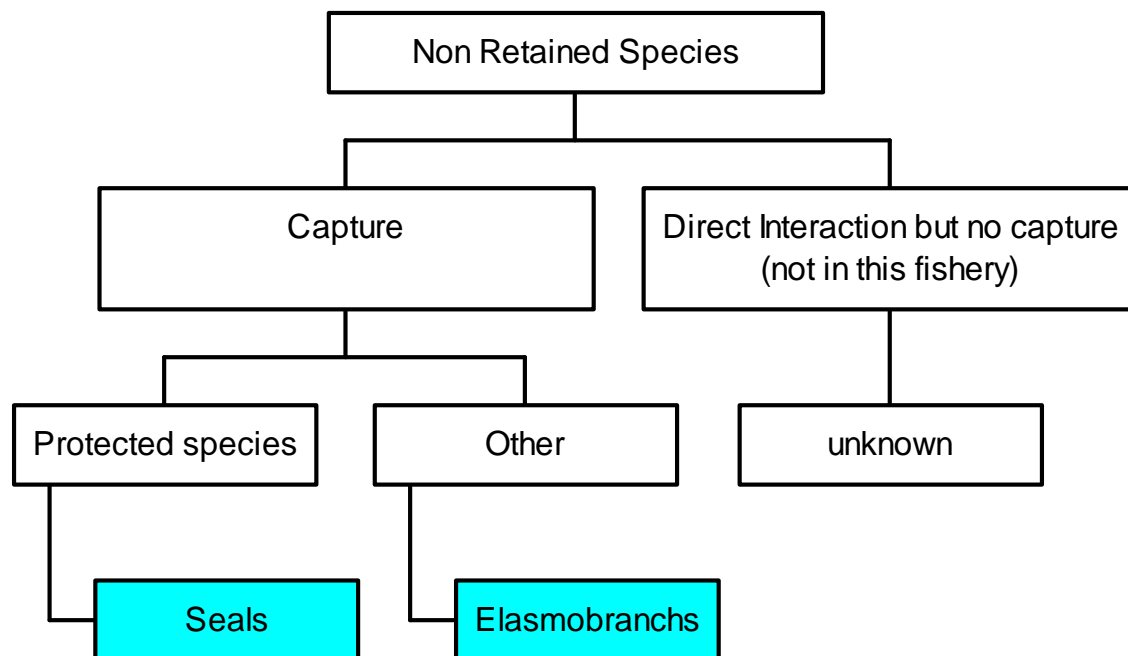 Non Retained Species
Capture
Direct Interaction but no capture
(not in this fishery)
Protected species
Other
unknown
Seals
Elasmobranchs